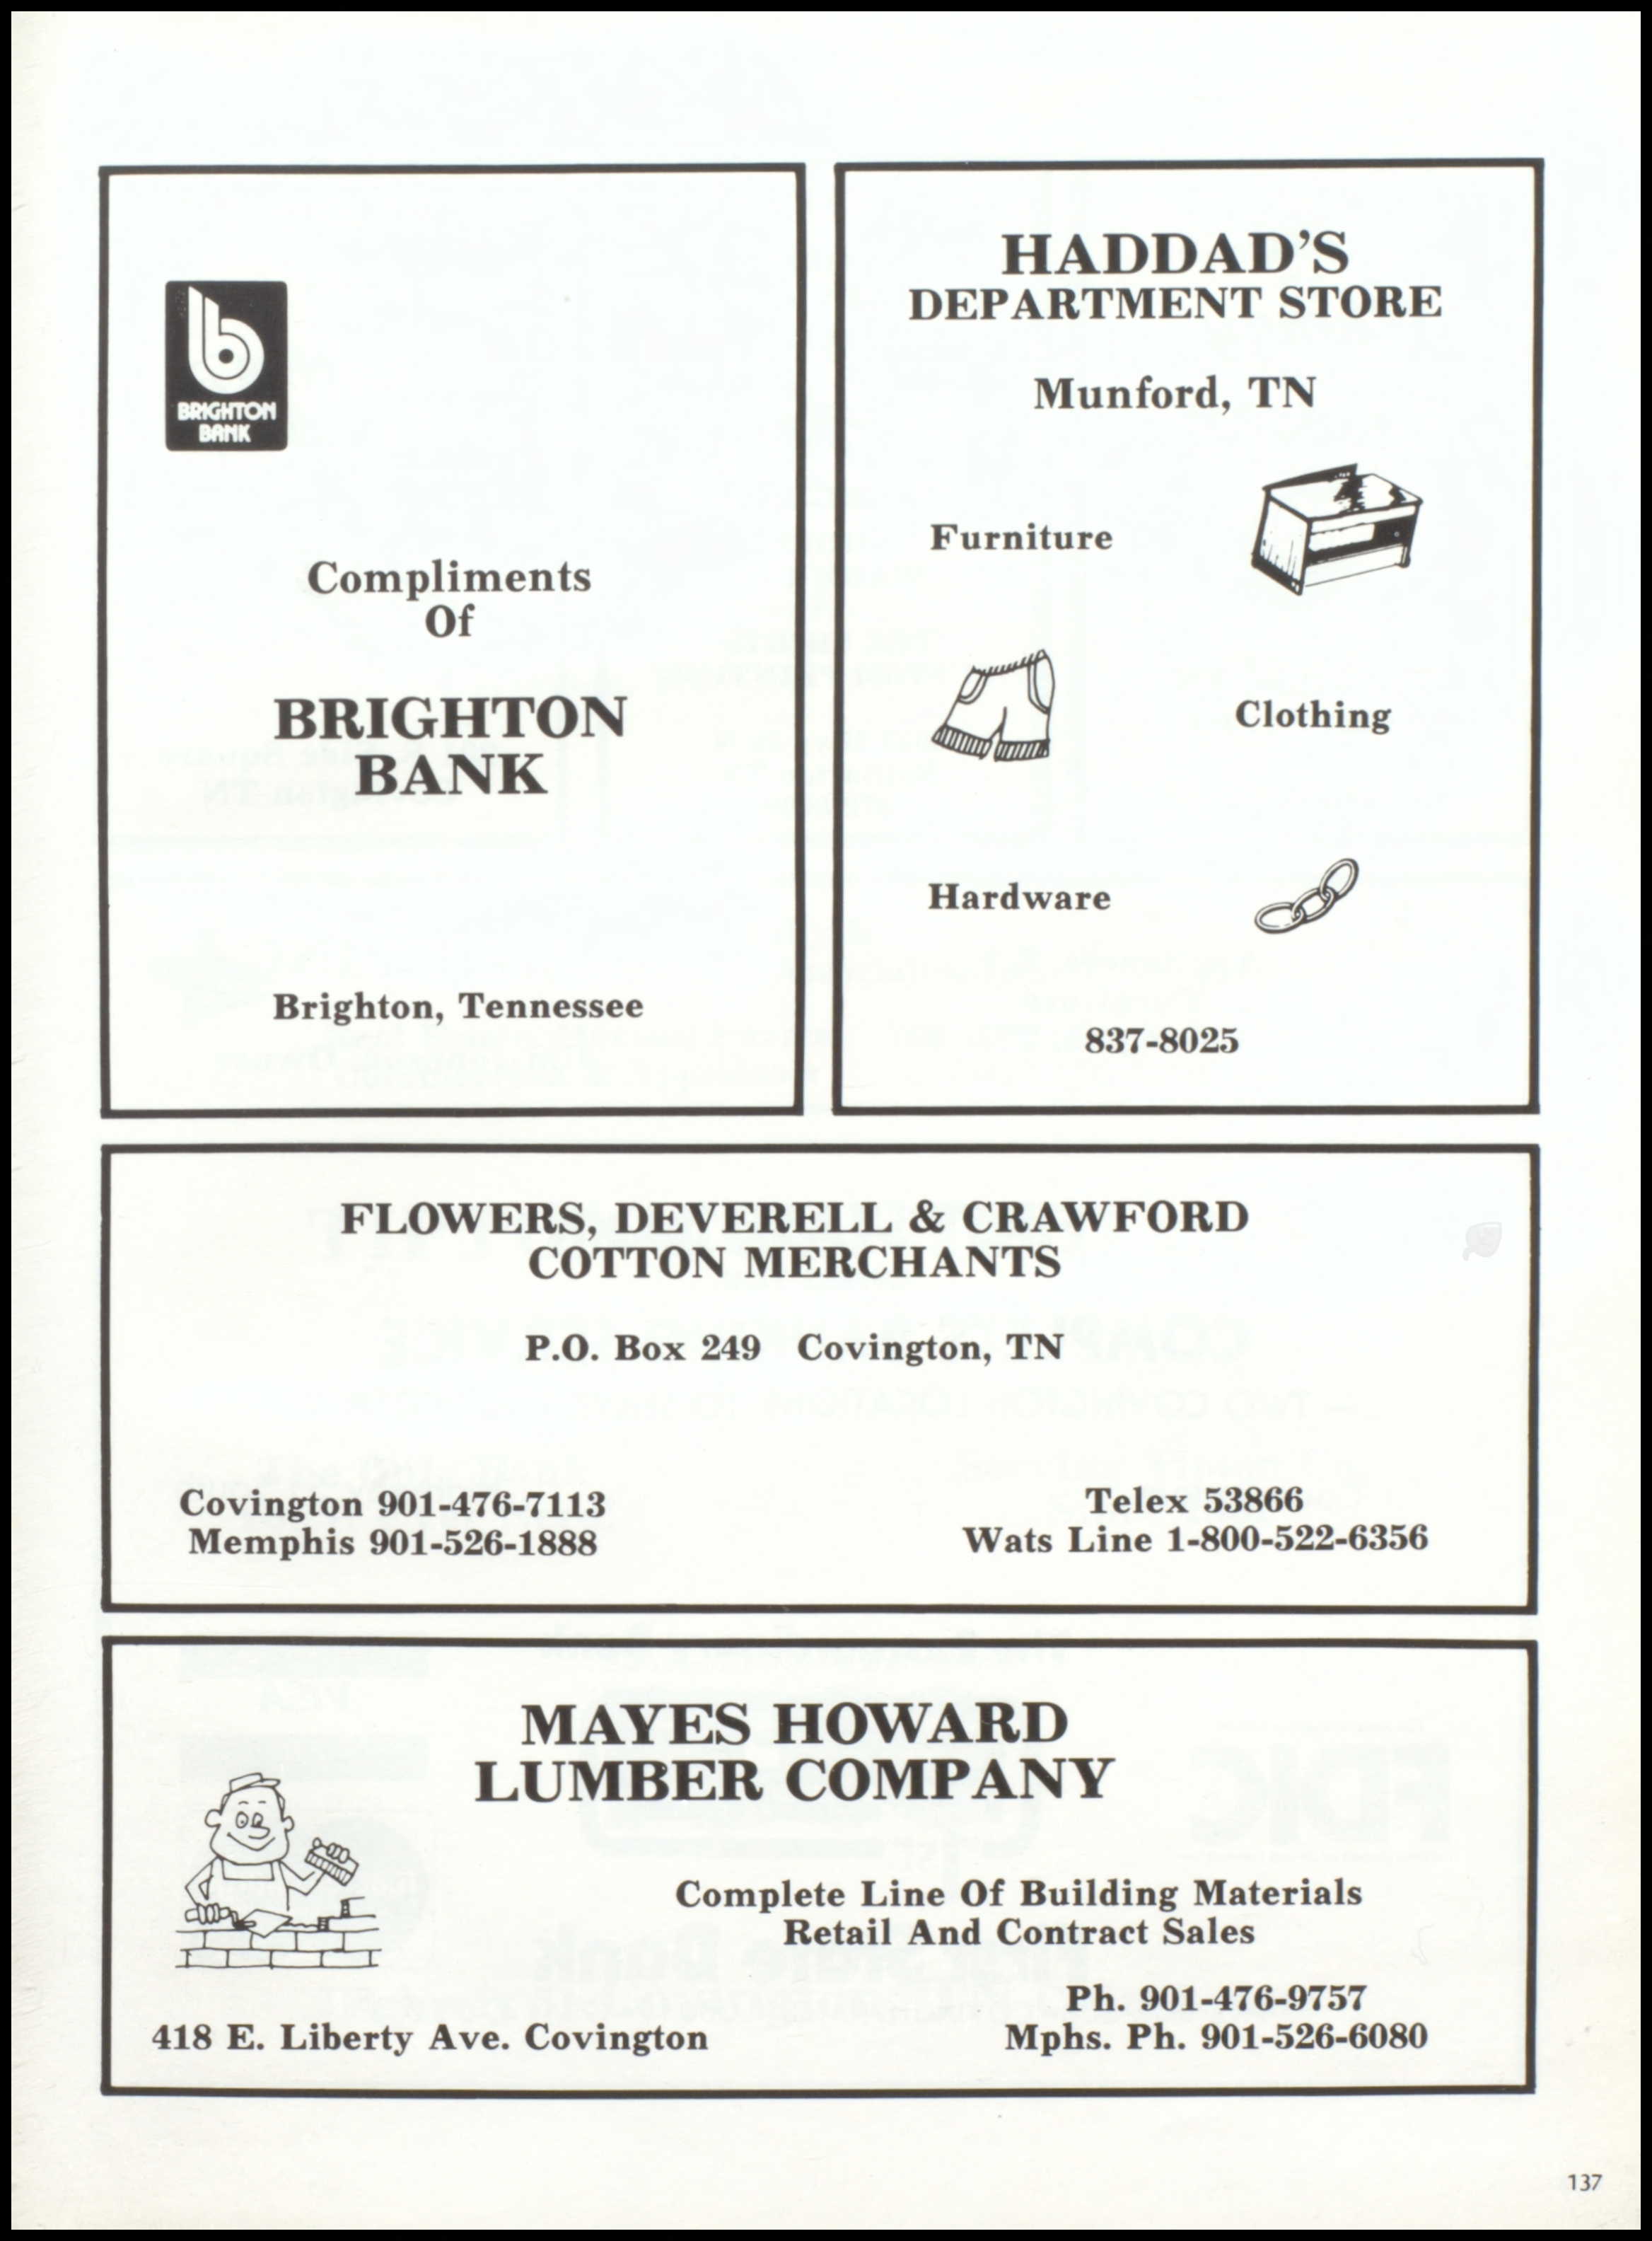 BRIGHTON
BANK
Compliments
Of
BRIGHTON
BANK
Brighton, Tennessee
HADDAD'S
DEPARTMENT STORE
Munford, TN
Furniture
Clothing
Hardware
837-8025
FLOWERS, DEVERELL & CRAWFORD
COTTON MERCHANTS
P.O. Box 249 Covington, TN
Covington 901-476-7113
Memphis 901-526-1888
Telex 53866
Wats Line 1-800-522-6356
MAYES HOWARD
LUMBER COMPANY
Complete Line Of Building Materials
Retail And Contract Sales
Ph. 901-476-9757
418 E. Liberty Ave. Covington
Mphs. Ph. 901-526-6080
137